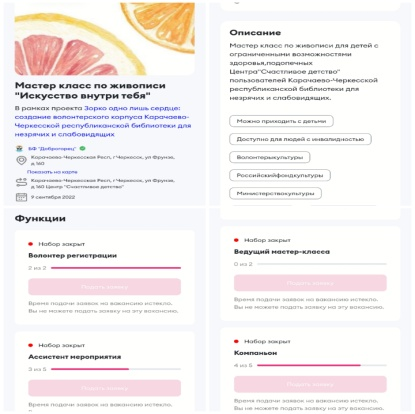 Мастер класс по живописи
"Искусство внутри тебя"
В рамках проекта Зорко одно лишь сердце:
создание волонтерского корпуса Карачаево-
Черкесской республиканской библиотеки для
незрячих и слабовидящих
БФ "Доброгорец"
Карачаево-Черкесская Респ, г Черкесск, ул Фрунзе,
д 140
Показать на карте
Карачаево-Черкесская Респ, г Черкесск, ул Фрунзе,
д 140 Центр "Счастливое детство"
9 сентября 2022
Функции
Набор закрыт
Волонтер регистрации
2 из 2
Подать заявку
Время подачи заявок на вакансию истекло.
Вы не можете подать заявку на эту вакансию.
Набор закрыт
Ассистент мероприятия
3 из 5
Подать заявку
Время подачи заявок на вакансию истекло.
Вы не можете подать заявку на эту вакансию.
Описание
Мастер класс по живописи для детей с
ограниченными возможностями
здоровья,подопечных
Центра"Счастливое детство"
пользователей Карачаево-Черкесской
республиканской библиотеки для
незрячих и слабовидящих.
Можно приходить с детьми
Доступно для людей с инвалидностью
Волонтерыкультуры
Российскийфондкультуры
Министерствокультуры
Набор закрыт
Ведущий мастер-класса
0 из 2
Подать заявку
Время подачи заявок на вакансию истекло.
Вы не можете подать заявку на эту вакансию.
Набор закрыт
Компаньон
4 из 5
Подать заявку
Время подачи заявок на вакансию истекло.
Вы не можете подать заявку на эту вакансию.